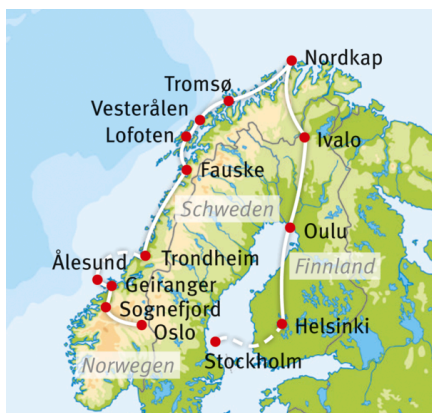 Nordkap
Tromsø
Vesterålen
Lofoten
Ivalo
Fauske
Schweden
Oulu
Ålesund
Trondheim
Finnland
Geiranger
Sognefjord
Oslo
Helsinki
Norwegen
Stockholm